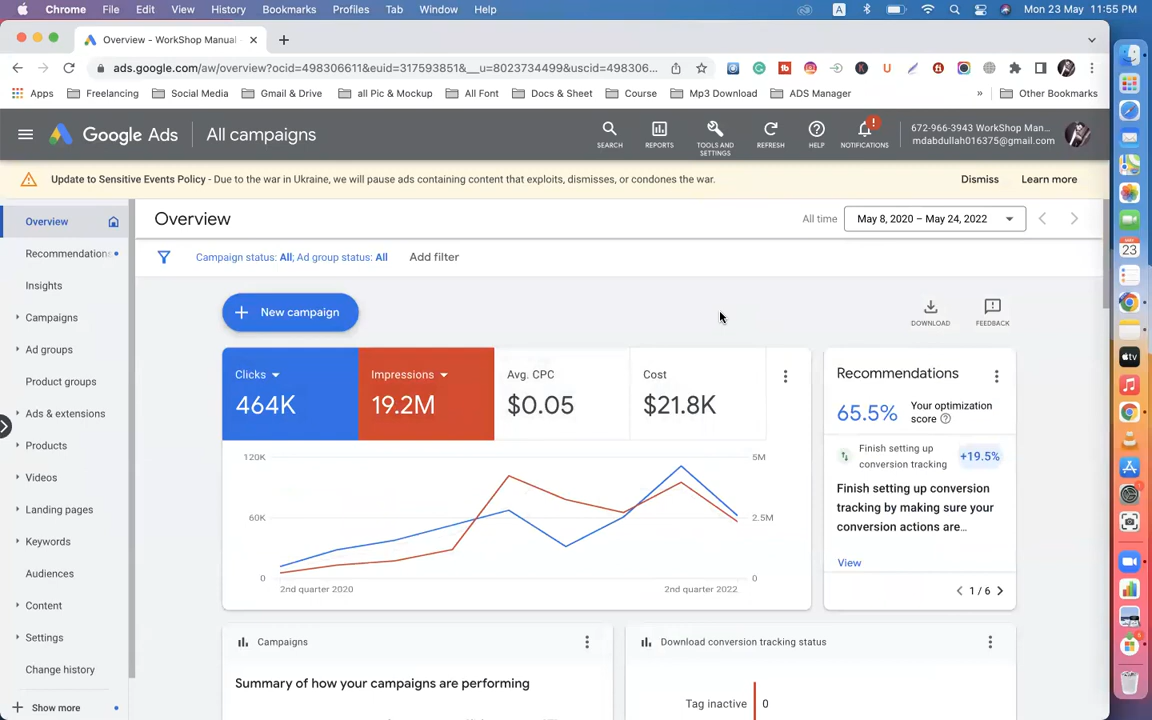 Chrome File Edit View History Bookmarks Profiles Tab Window Help A Mon 23 May 11:55 PM
Overview - WorkShop Manual
ads.google.com/aw/overview?ocid=498306611&euid=317593851&__u=8023734499&uscid=498306...
Apps Freelancing Social Media Gmail & Drive all Pic & Mockup All Font Docs & Sheet Course Mp3 Download ADS Manager » Other Bookmarks
Google Ads All campaigns
SEARCH REPORTS TOOLS AND SETTINGS REFRESH HELP NOTIFICATIONS
672-966-3943 WorkShop Man...
mdabdullah016375@gmail.com
Update to Sensitive Events Policy - Due to the war in Ukraine, we will pause ads containing content that exploits, dismisses, or condones the war. Dismiss Learn more
Overview
Recommendations
Insights
Campaigns
Ad groups
Product groups
Ads & extensions
Products
Videos
Landing pages
Keywords
Audiences
Content
Settings
Change history
Show more
Overview All time May 8, 2020 – May 24, 2022
Campaign status: All; Ad group status: All Add filter
New campaign
DOWNLOAD FEEDBACK
Clicks Impressions Avg. CPC Cost
464K 19.2M $0.05 $21.8K
120K 5M
60K 2.5M
0 0
2nd quarter 2020 2nd quarter 2022
Recommendations
65.5% Your optimization
score
Finish setting up
conversion tracking
+19.5%
Finish setting up conversion
tracking by making sure your
conversion actions are...
View
1 / 6
Campaigns
Summary of how your campaigns are performing
Download conversion tracking status
Tag inactive 0